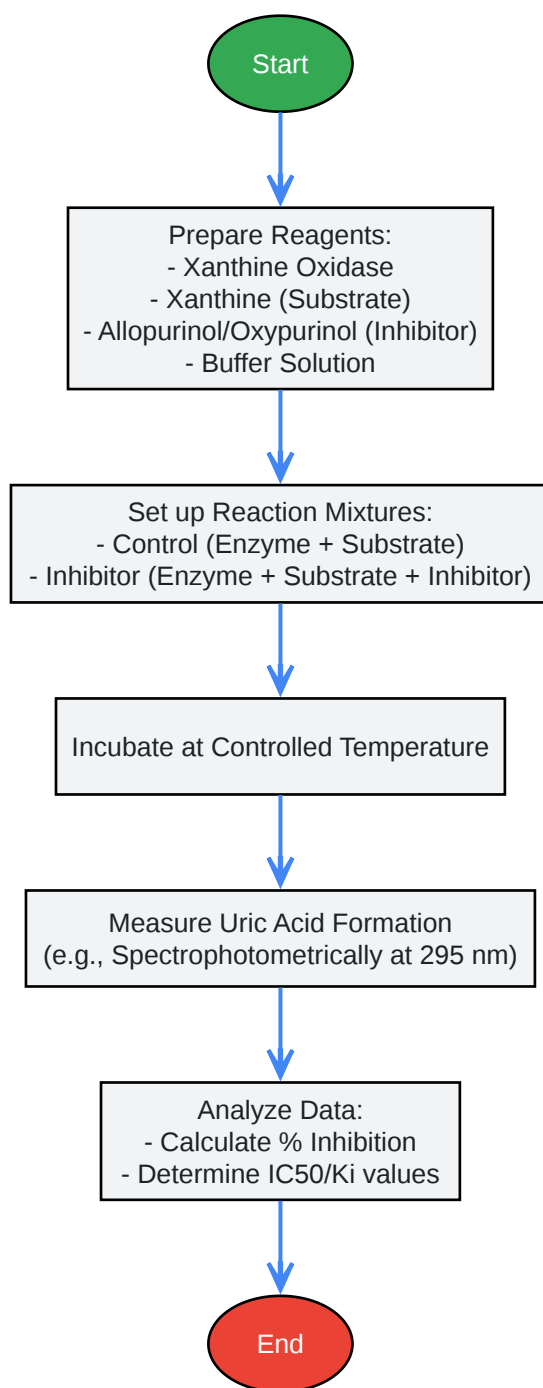 Start
Prepare Reagents:
- Xanthine Oxidase
- Xanthine (Substrate)
- Allopurinol/Oxypurinol (Inhibitor)
- Buffer Solution
Set up Reaction Mixtures:
- Control (Enzyme + Substrate)
- Inhibitor (Enzyme + Substrate + Inhibitor)
Incubate at Controlled Temperature
Measure Uric Acid Formation
(e.g., Spectrophotometrically at 295 nm)
Analyze Data:
- Calculate % Inhibition
- Determine IC50/Ki values
End